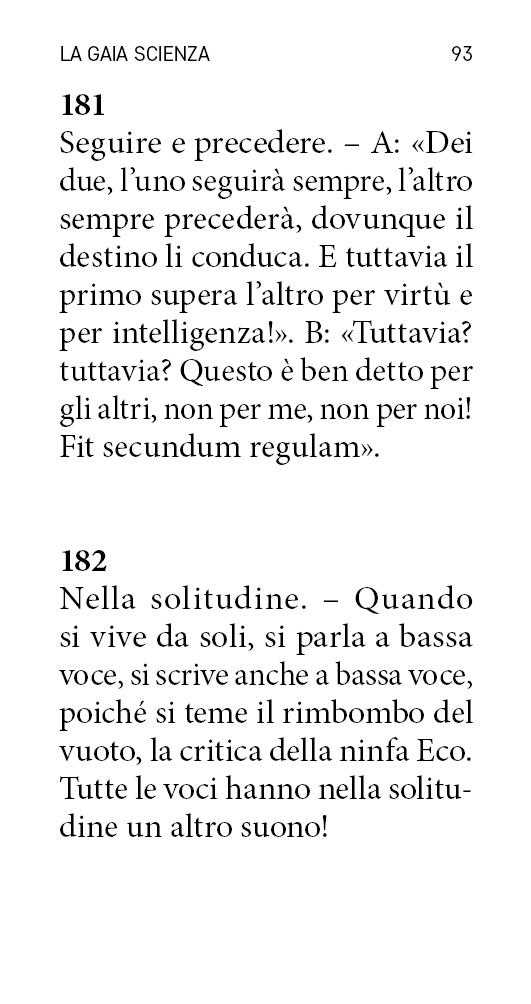 LA GAIA SCIENZA 93
181
Seguire e precedere. – A: «Dei
due, l’uno seguirà sempre, l’altro
sempre precederà, dovunque il
destino li conduca. E tuttavia il
primo supera l’altro per virtù e
per intelligenza!». B: «Tuttavia?
tuttavia? Questo è ben detto per
gli altri, non per me, non per noi!
Fit secundum regulam».
182
Nella solitudine. – Quando
si vive da soli, si parla a bassa
voce, si scrive anche a bassa voce,
poiché si teme il rimbombo del
vuoto, la critica della ninfa Eco.
Tutte le voci hanno nella solitu-
dine un altro suono!